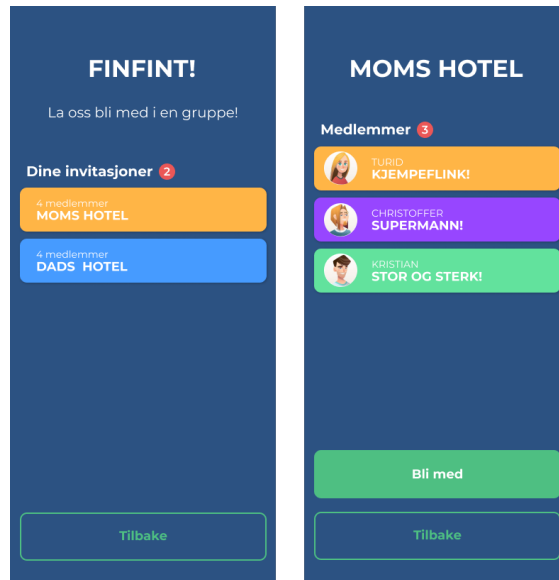 FINFINT!
La oss bli med i en gruppe!
Dine invitasjoner 2
4 medlemmer
MOMS HOTEL
4 medlemmer
DADS HOTEL
Tilbake
MOMS HOTEL
Medlemmer 3
TURID
KJEMPEFLINK!
CHRISTOFFER
SUPERMANN!
KRISTIAN
STOR OG STERK!
Bli med
Tilbake